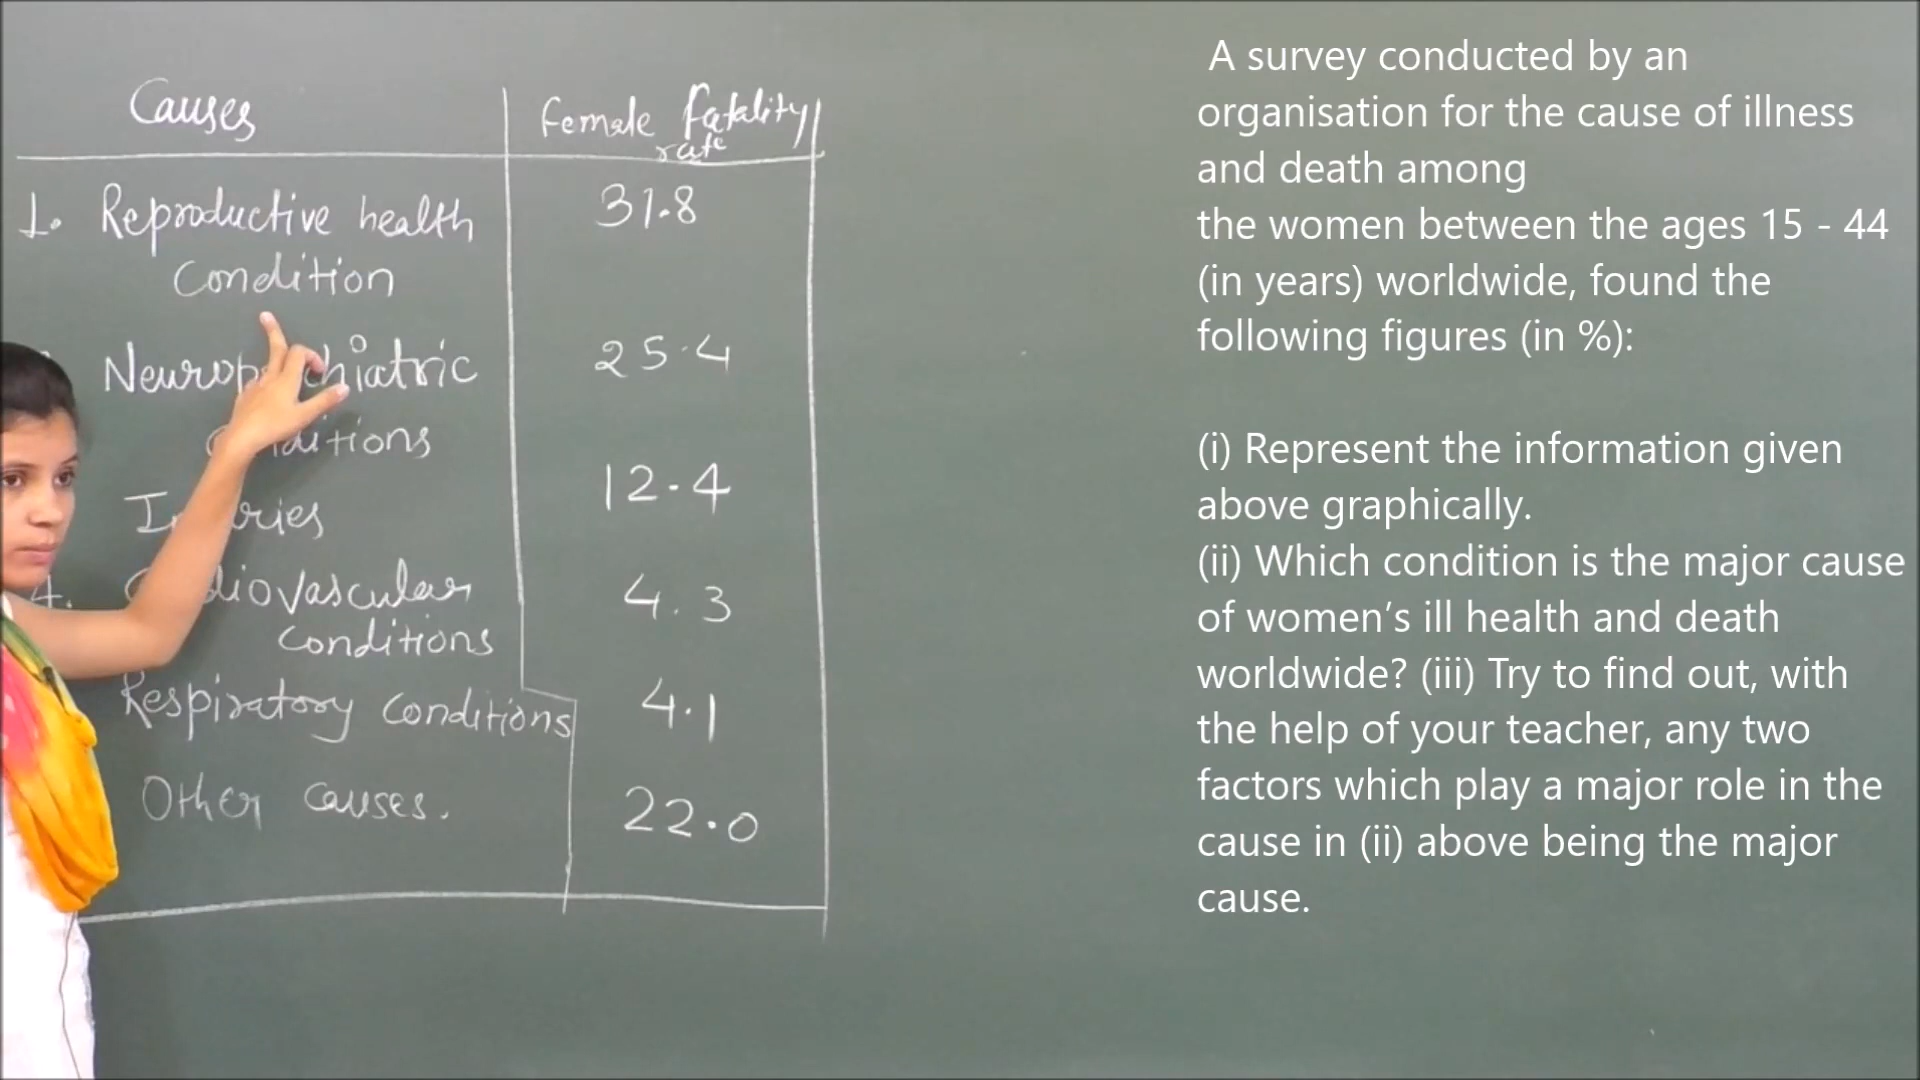 Causes
Female Fatality
rate
1. Reproductive health
Condition
31.8
25.4
12.4
4.
conditions
4.3
Respiratory conditions
4.1
Other causes.
22.0
A survey conducted by an
organisation for the cause of illness
and death among
the women between the ages 15 - 44
(in years) worldwide, found the
following figures (in %):
(i) Represent the information given
above graphically.
(ii) Which condition is the major cause
of women’s ill health and death
worldwide? (iii) Try to find out, with
the help of your teacher, any two
factors which play a major role in the
cause in (ii) above being the major
cause.